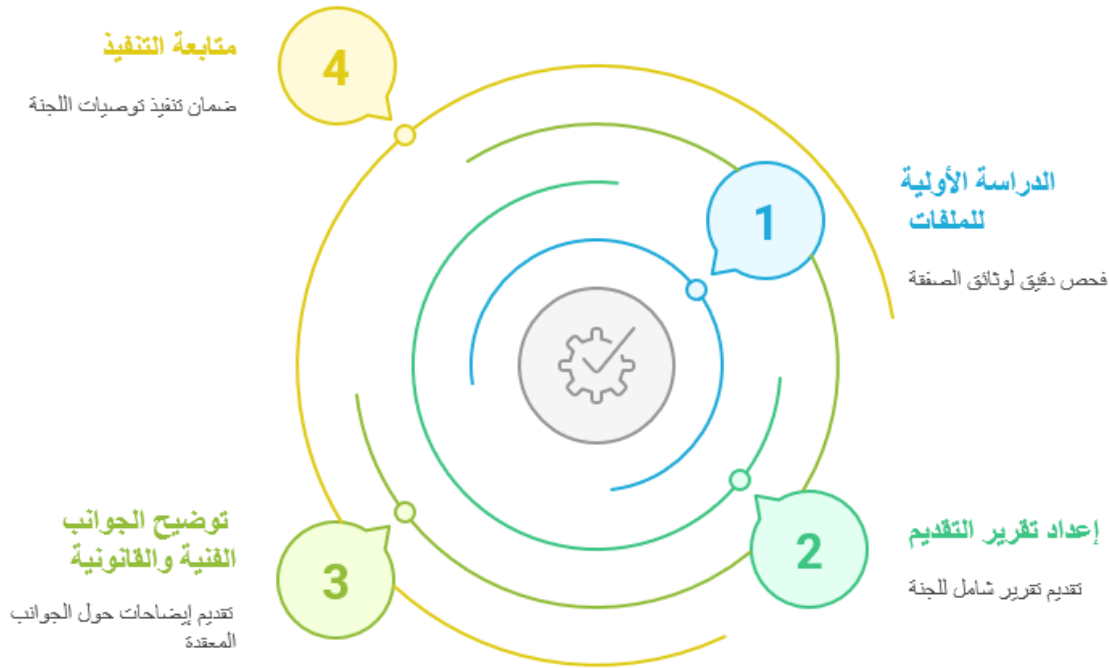 1
الدراسة الأولية
للملفات
فحص دقيق لوثائق الصفقة
2
إعداد تقرير التقديم
تقديم تقرير شامل للجنة
3
توضيح الجوانب
الفنية والقانونية
تقديم إيضاحات حول الجوانب
المعقدة
4
متابعة التنفيذ
ضمان تنفيذ توصيات اللجنة